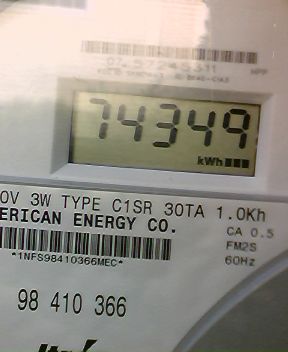 74349
kWh
0V 3W TYPE C1SR 30TA 1.0Kh
ERICAN ENERGY CO.
CA 0.5
FM2S
60Hz
*1NFS98410366MEC*
98 410 366